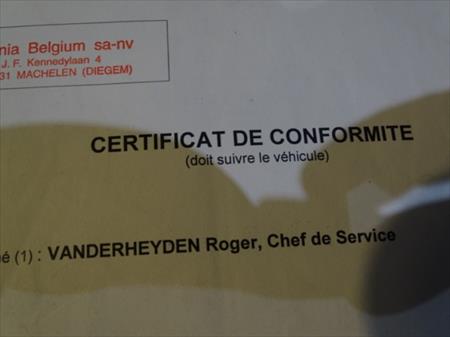 nia Belgium sa-nv
J. F. Kennedylaan 4
31 MACHELEN (DIEGEM)
CERTIFICAT DE CONFORMITE
(doit suivre le véhicule)
é (1) : VANDERHEYDEN Roger, Chef de Service